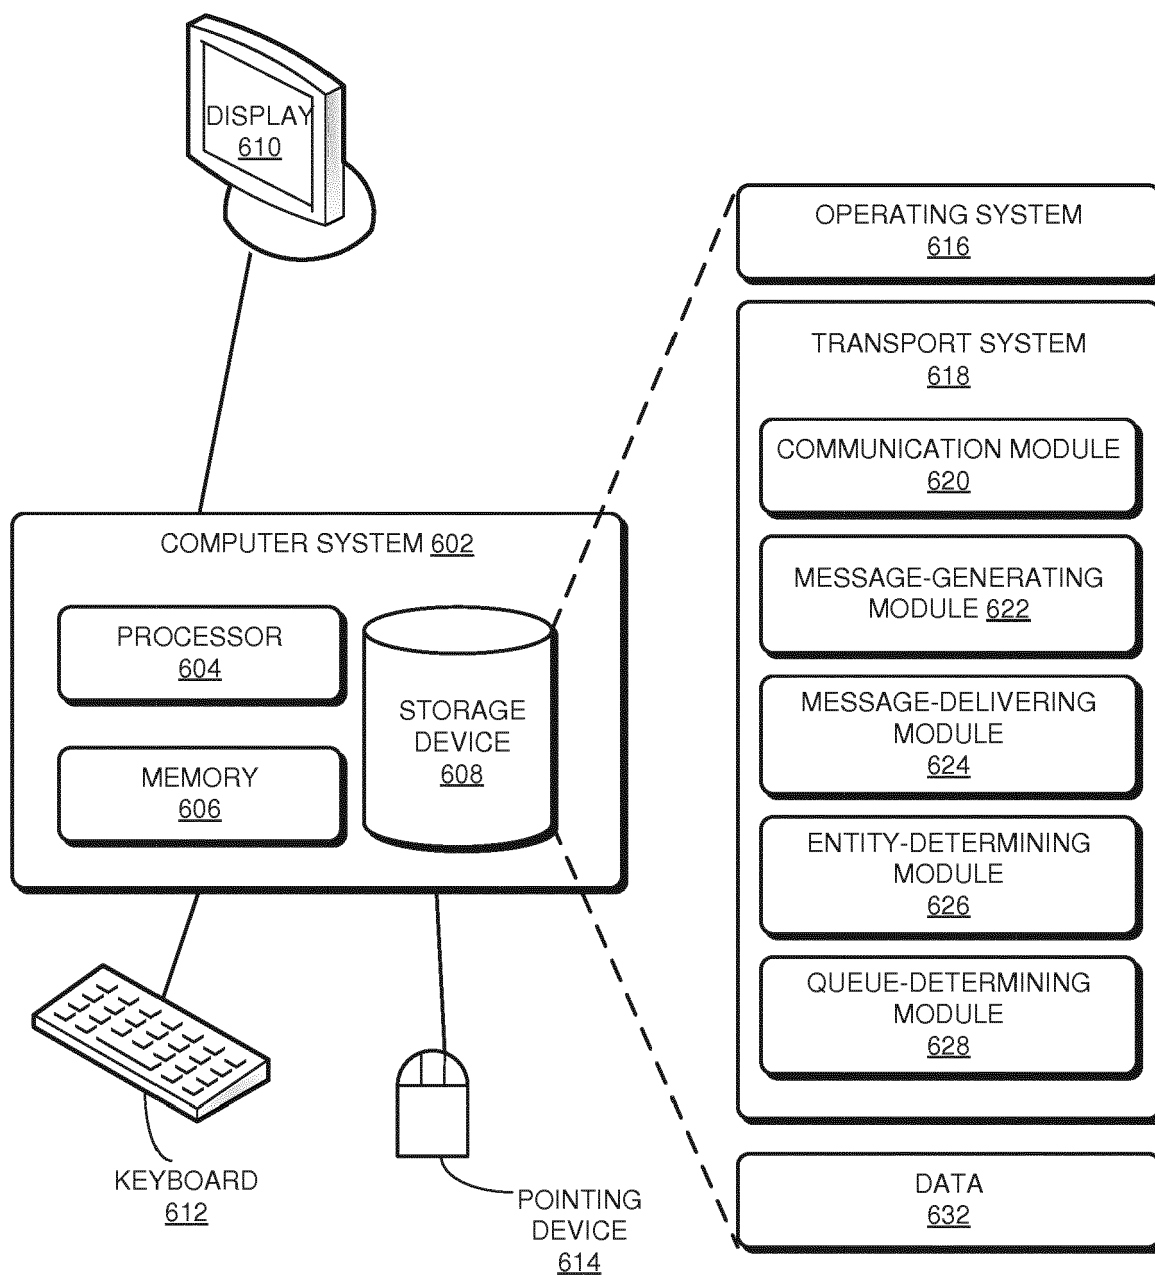 DISPLAY
610
OPERATING SYSTEM
616
TRANSPORT SYSTEM
618
COMMUNICATION MODULE
620
MESSAGE-GENERATING
MODULE 622
MESSAGE-DELIVERING
MODULE
624
ENTITY-DETERMINING
MODULE
626
QUEUE-DETERMINING
MODULE
628
DATA
632
COMPUTER SYSTEM 602
PROCESSOR
604
MEMORY
606
STORAGE
DEVICE
608
KEYBOARD
612
POINTING
DEVICE
614